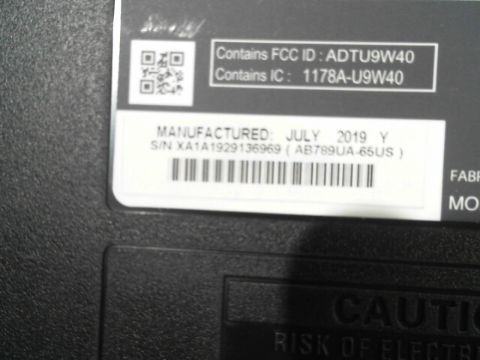 Contains FCC ID : ADTU9W40
Contains IC : 1178A-U9W40
MANUFACTURED: JULY 2019 Y
S/N XA1A1929136969 ( AB789UA-65US )
FABR
MO
CAUTIO
RISK OF ELECTR